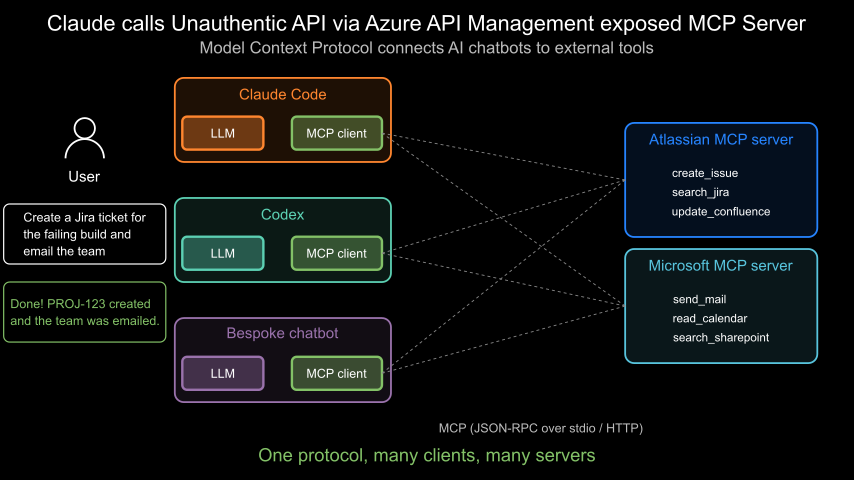 Claude calls Unauthentic API via Azure API Management exposed MCP Server
Model Context Protocol connects AI chatbots to external tools
User
Create a Jira ticket for
the failing build and
email the team
Done! PROJ-123 created
and the team was emailed.
Claude Code
LLM
MCP client
Codex
LLM
MCP client
Bespoke chatbot
LLM
MCP client
Atlassian MCP server
create_issue
search_jira
update_confluence
Microsoft MCP server
send_mail
read_calendar
search_sharepoint
MCP (JSON-RPC over stdio / HTTP)
One protocol, many clients, many servers